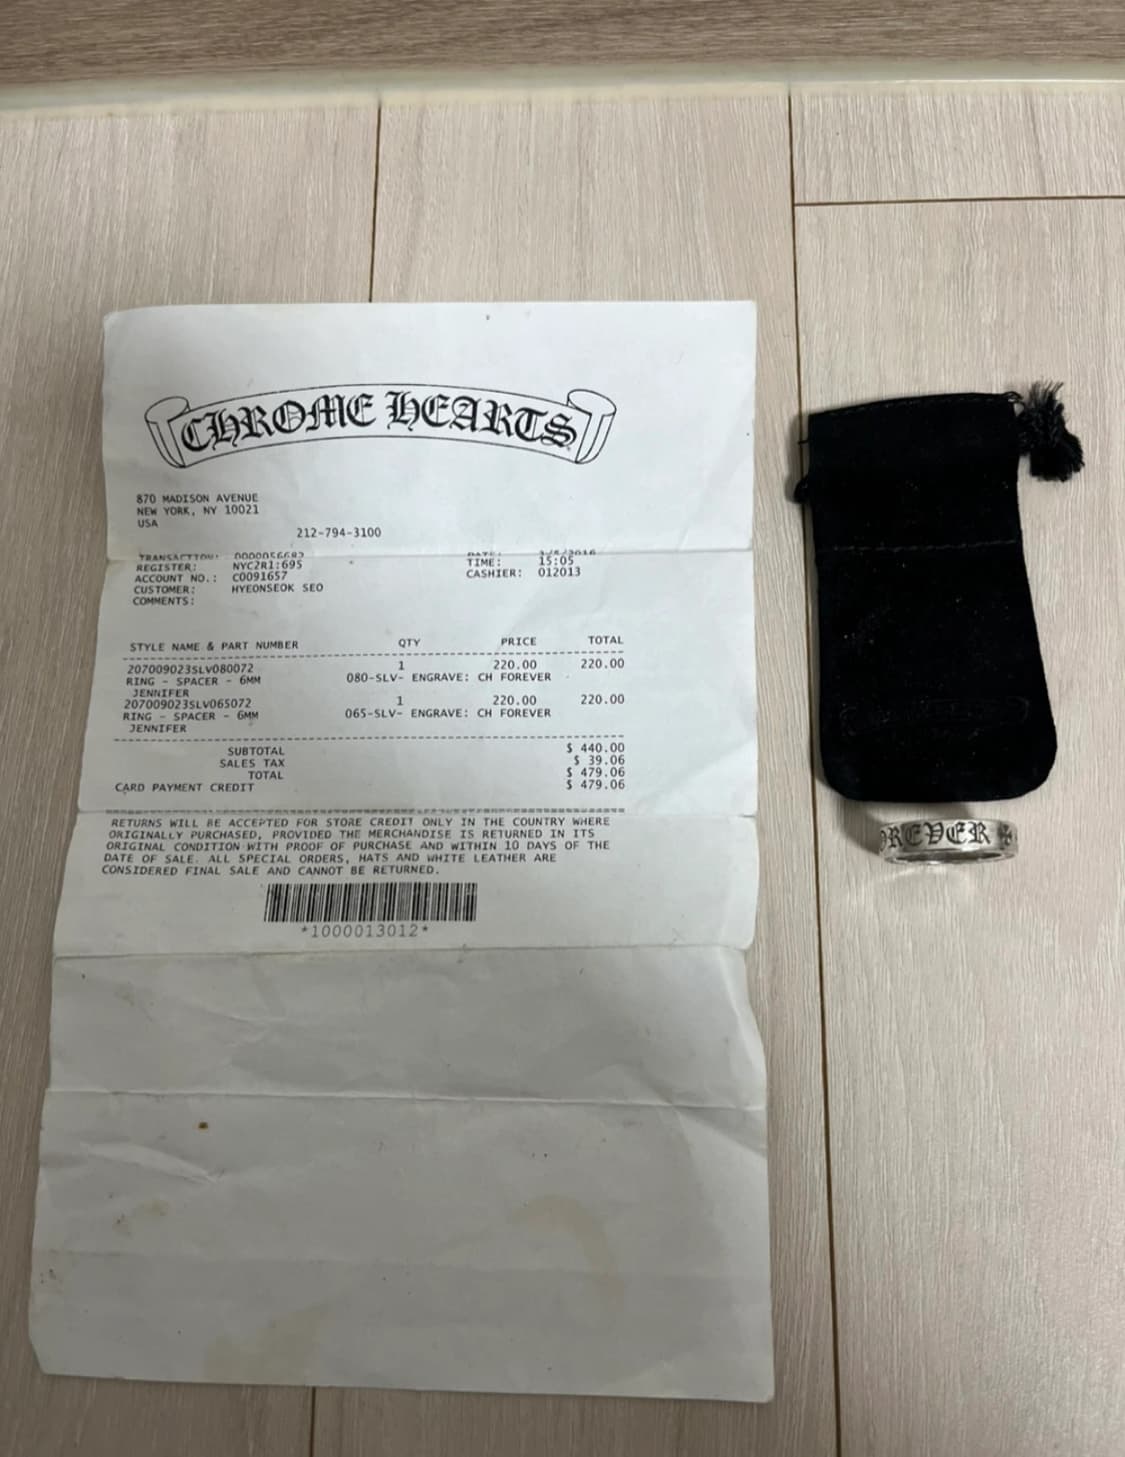 CHROME HEARTS
870 MADISON AVENUE
NEW YORK, NY 10021
USA
212-794-3100
TRANSACTION:
REGISTER: NYC2R1:695 TIME: 15:05
ACCOUNT NO.: C0091657 CASHIER: 012013
CUSTOMER: HYEONSEOK SEO
COMMENTS:
STYLE NAME & PART NUMBER QTY PRICE TOTAL
207009023SLV080072 1 220.00 220.00
RING - SPACER - 6MM 080-SLV- ENGRAVE: CH FOREVER
JENNIFER
207009023SLV065072 1 220.00 220.00
RING - SPACER - 6MM 065-SLV- ENGRAVE: CH FOREVER
JENNIFER
SUBTOTAL $ 440.00
SALES TAX $ 39.06
TOTAL $ 479.06
CARD PAYMENT CREDIT $ 479.06
RETURNS WILL BE ACCEPTED FOR STORE CREDIT ONLY IN THE COUNTRY WHERE
ORIGINALLY PURCHASED, PROVIDED THE MERCHANDISE IS RETURNED IN ITS
ORIGINAL CONDITION WITH PROOF OF PURCHASE AND WITHIN 10 DAYS OF THE
DATE OF SALE. ALL SPECIAL ORDERS, HATS AND WHITE LEATHER ARE
CONSIDERED FINAL SALE AND CANNOT BE RETURNED.
*1000013012*
OREVER